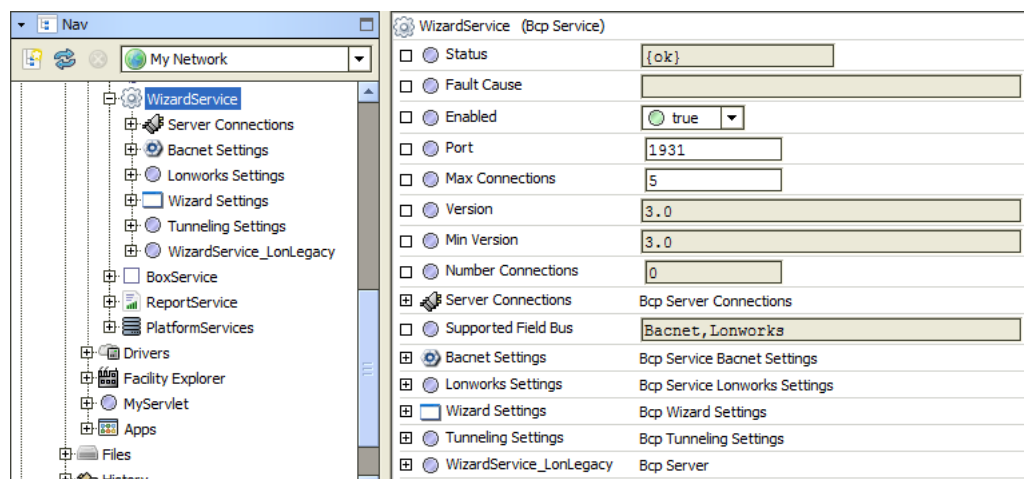 Nav
My Network
WizardService
Server Connections
Bacnet Settings
Lonworks Settings
Wizard Settings
Tunneling Settings
WizardService_LonLegacy
BoxService
ReportService
PlatformServices
Drivers
Facility Explorer
MyServlet
Apps
Files
History
WizardService (Bcp Service)
Status {ok}
Fault Cause
Enabled true
Port 1931
Max Connections 5
Version 3.0
Min Version 3.0
Number Connections 0
Server Connections Bcp Server Connections
Supported Field Bus Bacnet,Lonworks
Bacnet Settings Bcp Service Bacnet Settings
Lonworks Settings Bcp Service Lonworks Settings
Wizard Settings Bcp Wizard Settings
Tunneling Settings Bcp Tunneling Settings
WizardService_LonLegacy Bcp Server